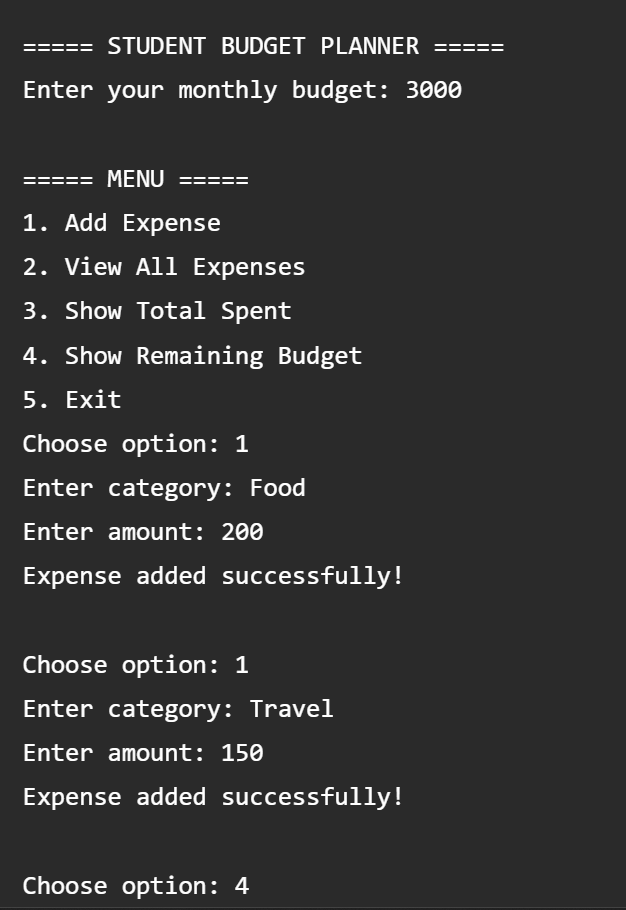 ===== STUDENT BUDGET PLANNER =====
Enter your monthly budget: 3000
===== MENU =====
1. Add Expense
2. View All Expenses
3. Show Total Spent
4. Show Remaining Budget
5. Exit
Choose option: 1
Enter category: Food
Enter amount: 200
Expense added successfully!
Choose option: 1
Enter category: Travel
Enter amount: 150
Expense added successfully!
Choose option: 4